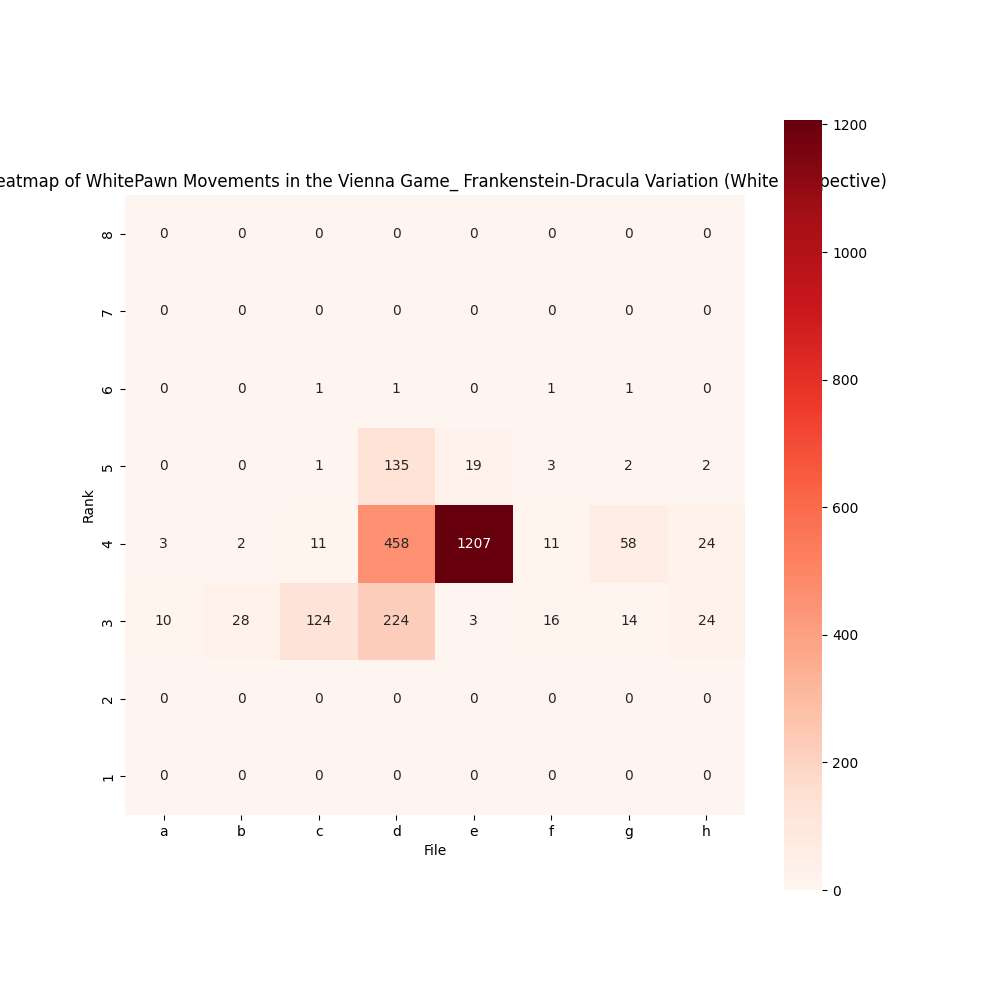 eatmap of WhitePawn Movements in the Vienna Game_ Frankenstein-Dracula Variation (White pective)
8 0 0 0 0 0 0 0 0
7 0 0 0 0 0 0 0 0
6 0 0 1 1 0 1 1 0
5 0 0 1 135 19 3 2 2
4 3 2 11 458 1207 11 58 24
3 10 28 124 224 3 16 14 24
2 0 0 0 0 0 0 0 0
1 0 0 0 0 0 0 0 0
a b c d e f g h
File
Rank
1200
1000
800
600
400
200
0